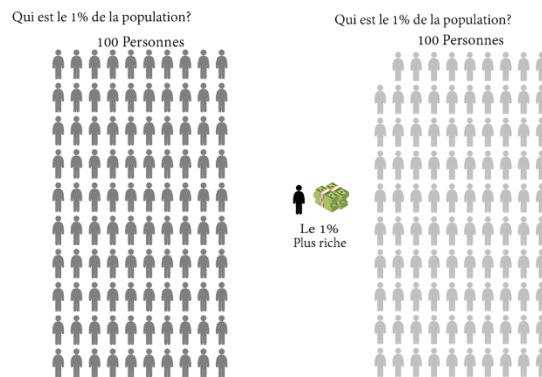 Qui est le 1% de la population?
100 Personnes
Qui est le 1% de la population?
100 Personnes
Le 1%
Plus riche